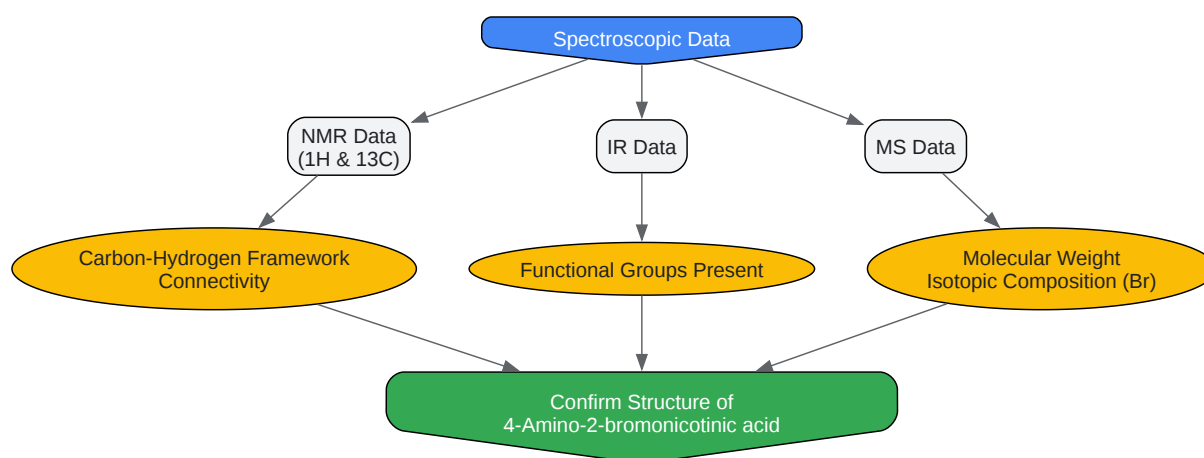 Spectroscopic Data
NMR Data
(1H & 13C)
IR Data
MS Data
Carbon-Hydrogen Framework
Connectivity
Functional Groups Present
Molecular Weight
Isotopic Composition (Br)
Confirm Structure of
4-Amino-2-bromonicotinic acid